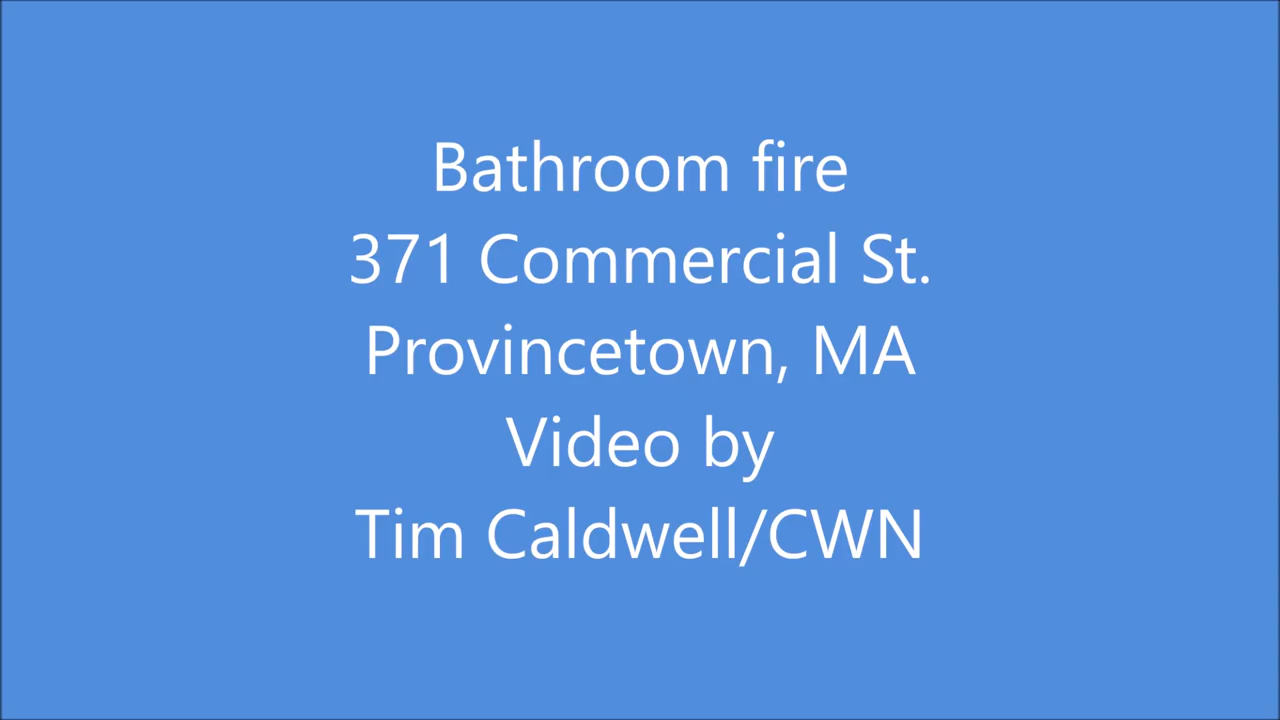 Bathroom fire
371 Commercial St.
Provincetown, MA
Video by
Tim Caldwell/CWN